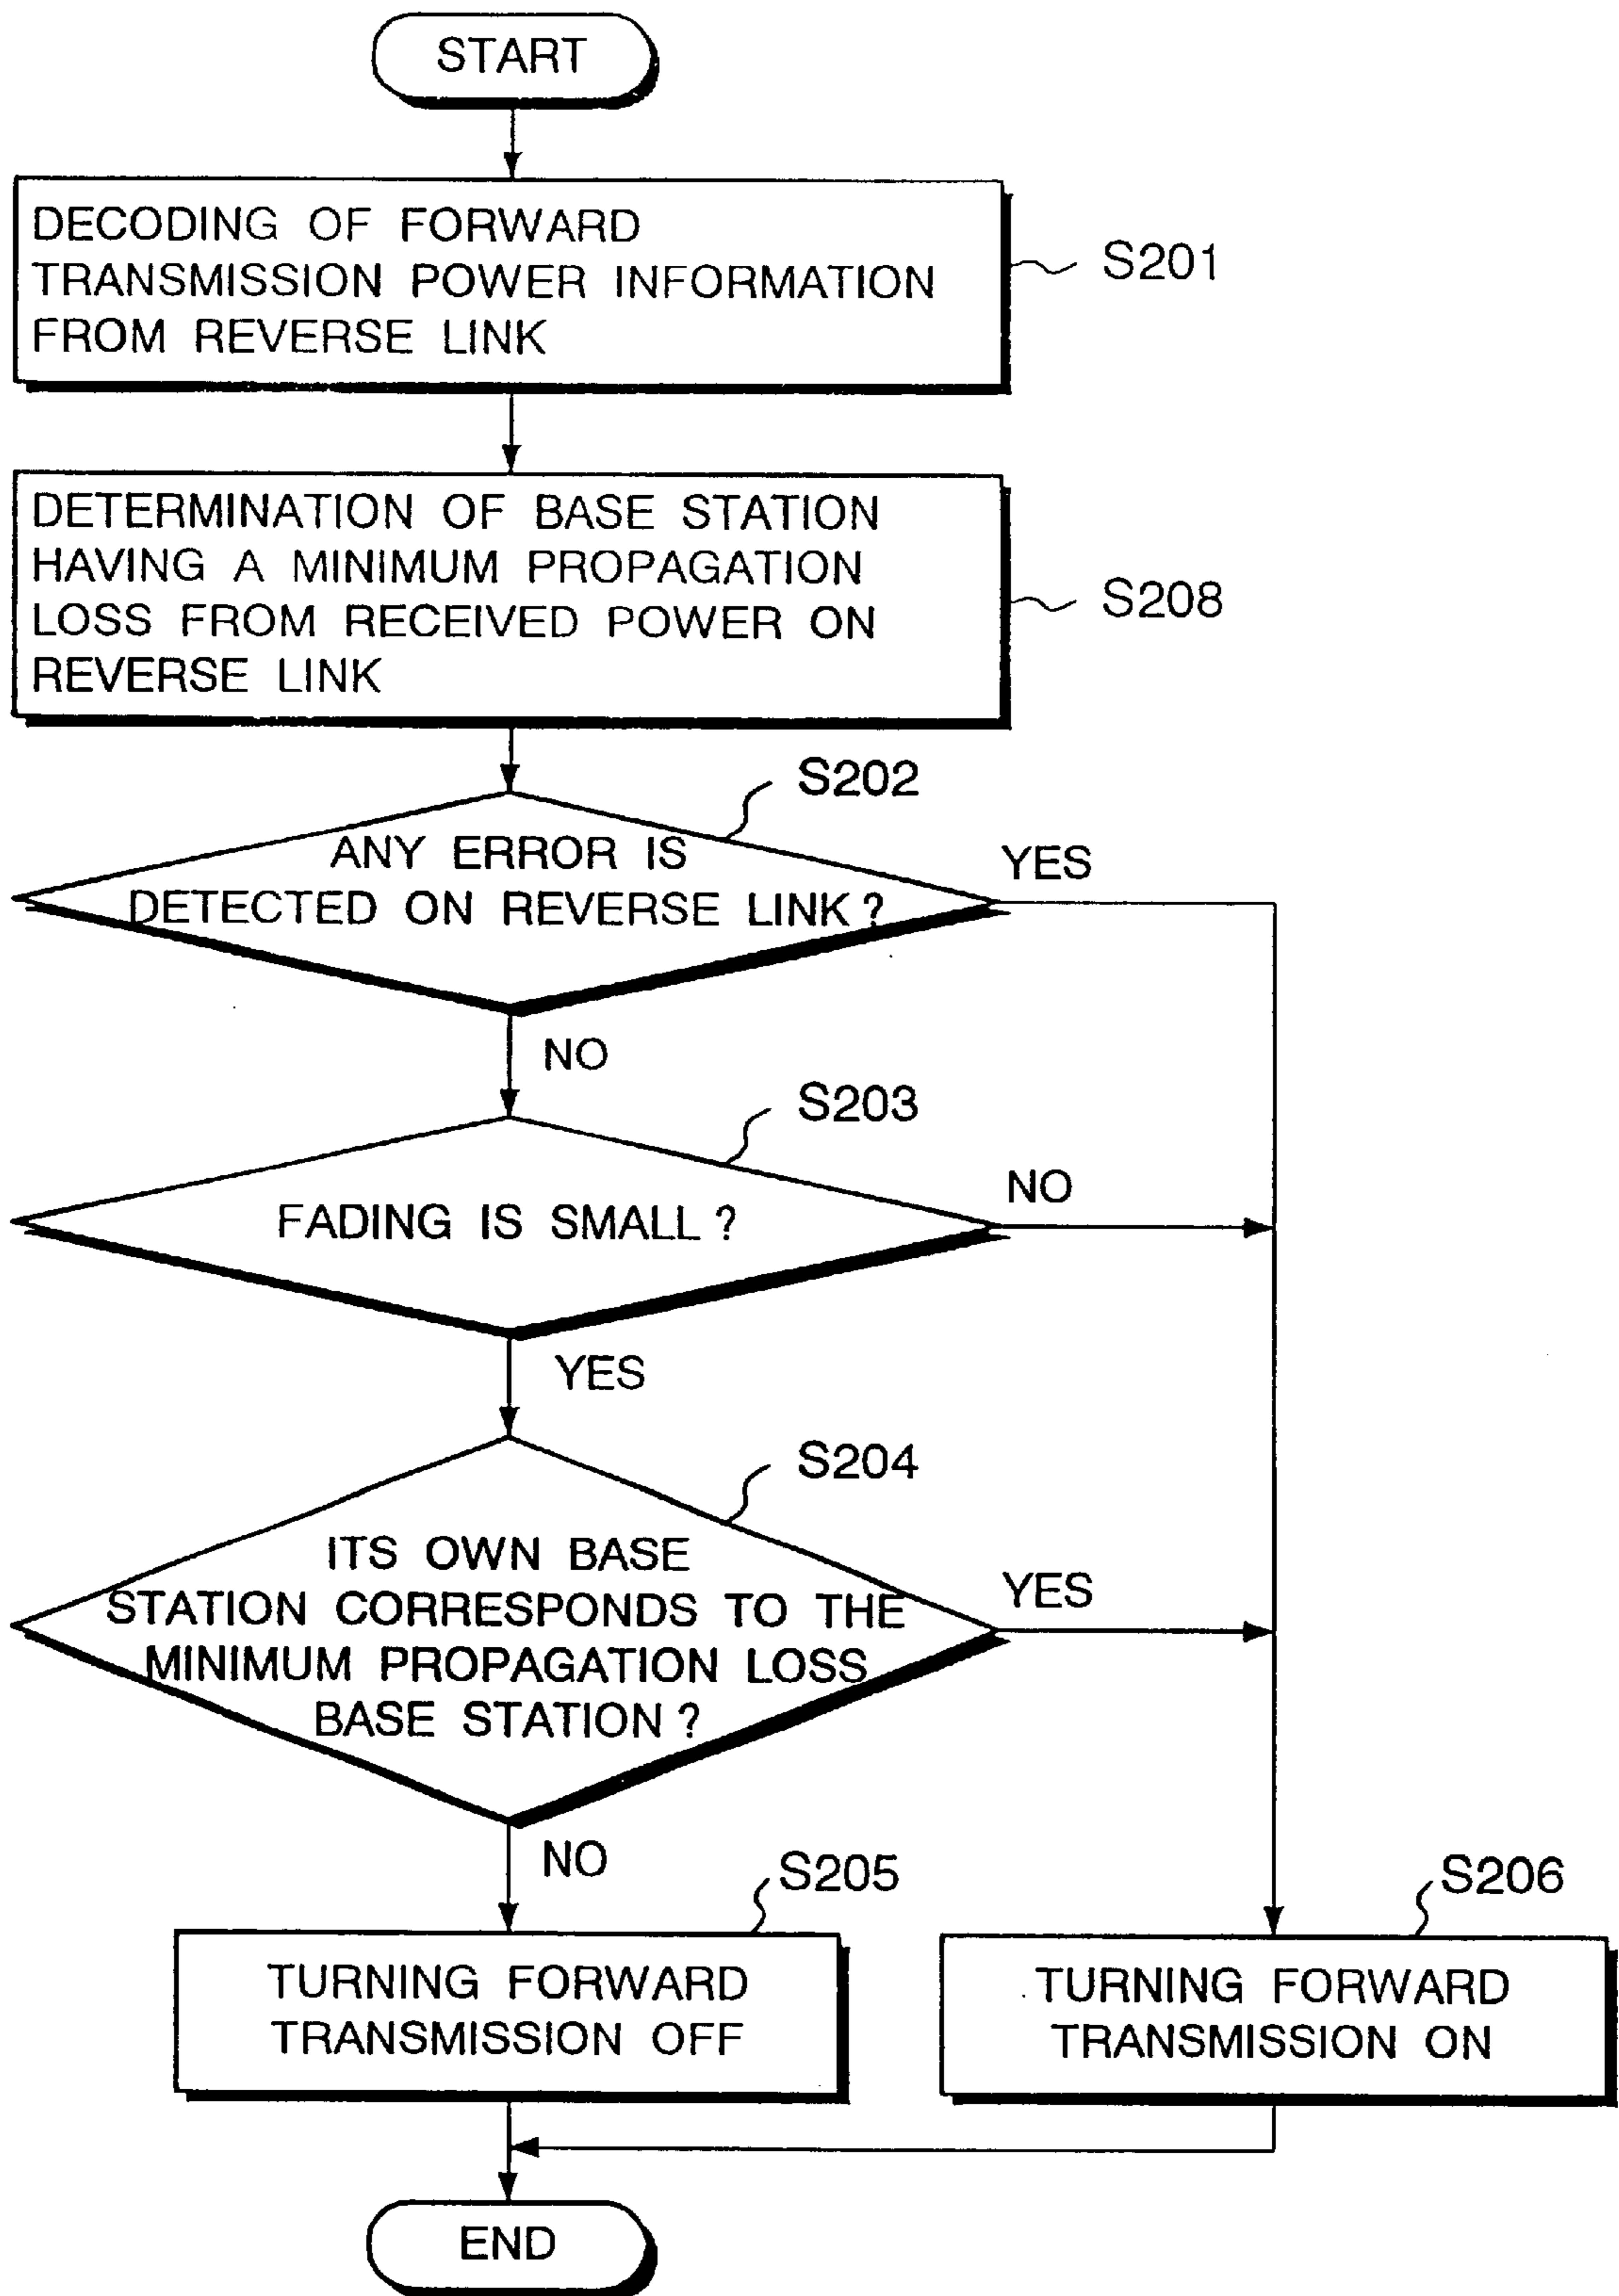 START
DECODING OF FORWARD
TRANSMISSION POWER INFORMATION
FROM REVERSE LINK
S201
DETERMINATION OF BASE STATION
HAVING A MINIMUM PROPAGATION
LOSS FROM RECEIVED POWER ON
REVERSE LINK
S208
S202
ANY ERROR IS
DETECTED ON REVERSE LINK?
YES
NO
S203
FADING IS SMALL?
NO
YES
S204
ITS OWN BASE
STATION CORRESPONDS TO THE
MINIMUM PROPAGATION LOSS
BASE STATION?
YES
NO
S205
TURNING FORWARD
TRANSMISSION OFF
S206
TURNING FORWARD
TRANSMISSION ON
END